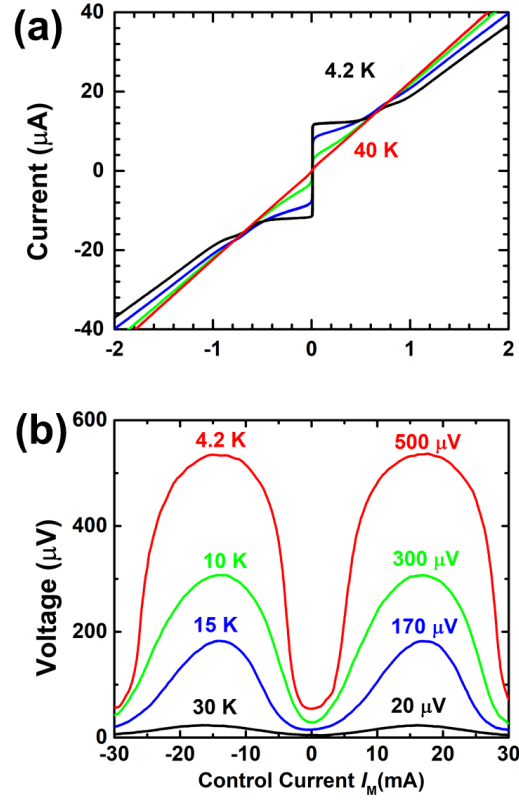 (a)
40
20
0
-20
-40
Current (μA)
4.2 K
40 K
-2
-1
0
1
2
(b)
600
400
200
0
Voltage (μV)
4.2 K
500 μV
10 K
300 μV
15 K
170 μV
30 K
20 μV
-30
-20
-10
0
10
20
30
Control Current I_M(mA)